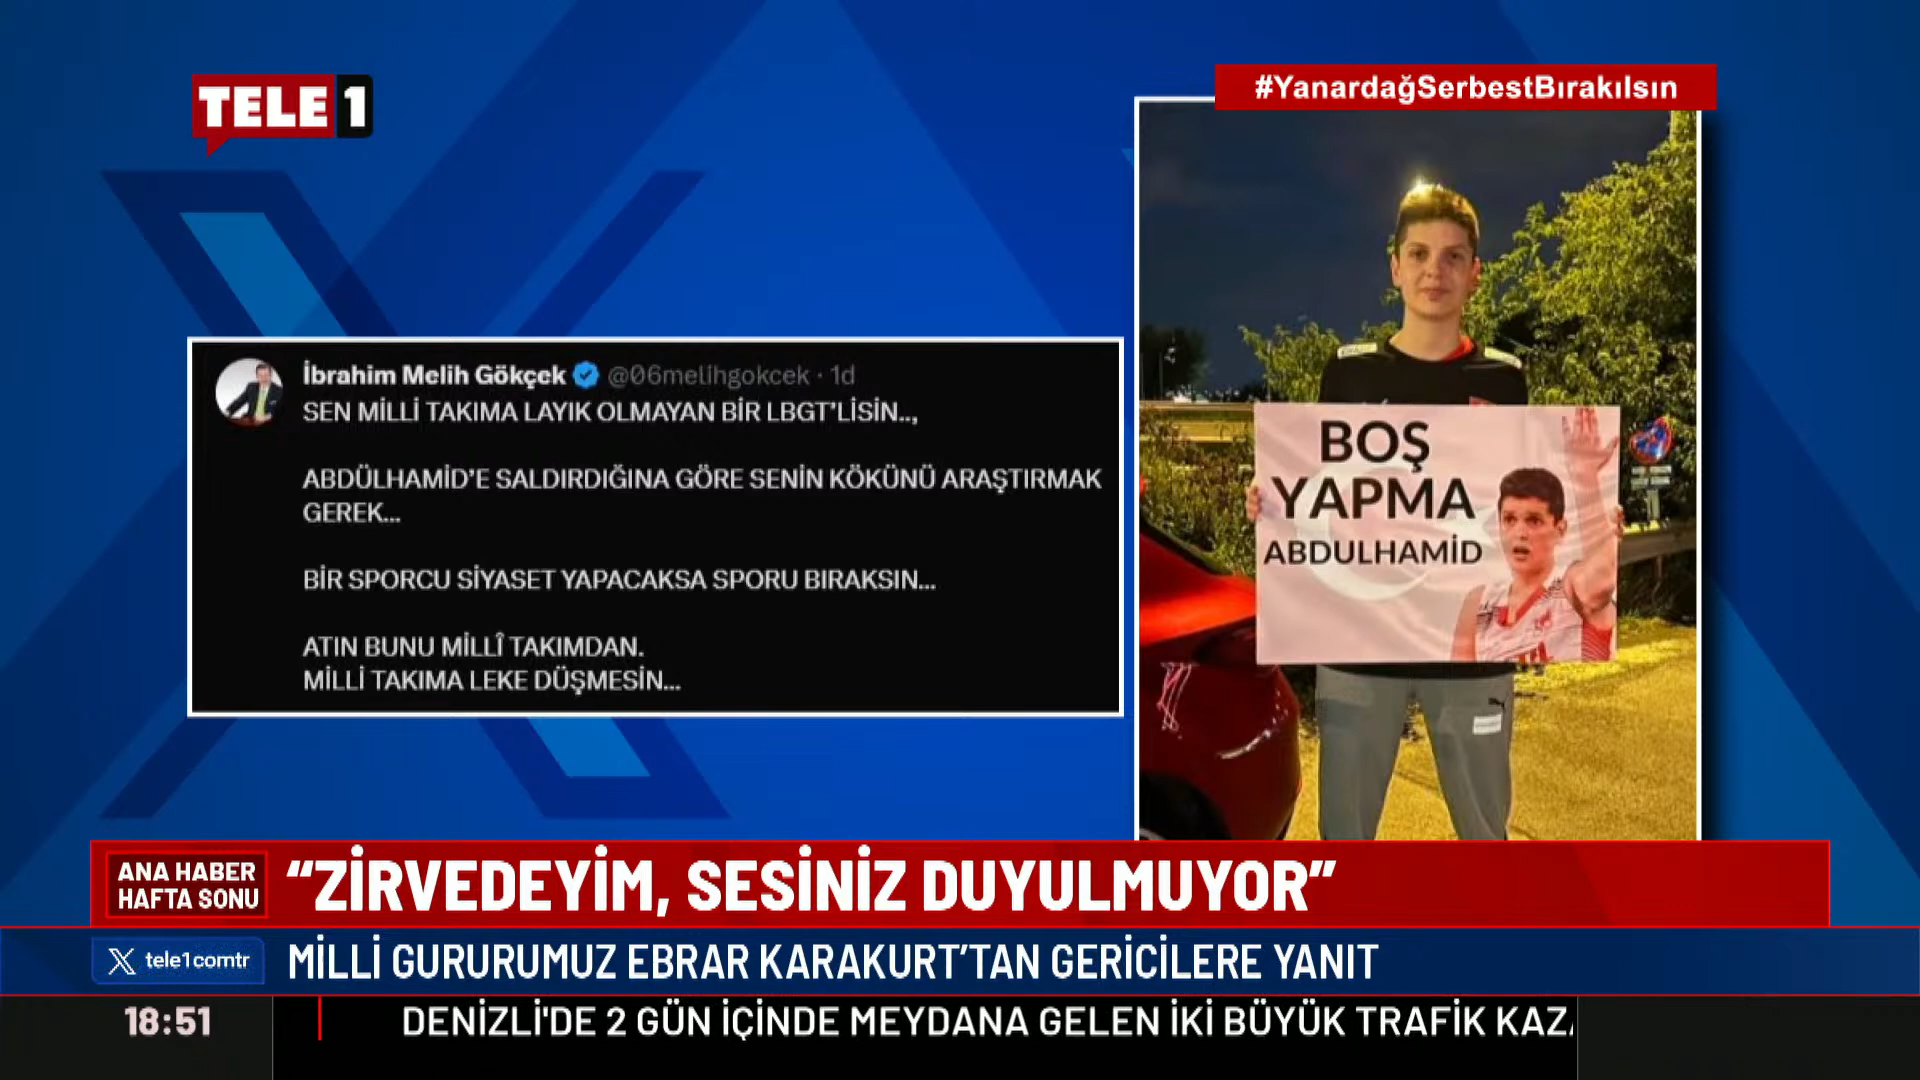 TELE 1
#YanardağSerbestBırakılsın
İbrahim Melih Gökçek @06melihgokcek · 1d
SEN MİLLİ TAKIMA LAYIK OLMAYAN BİR LBGT'LİSİN..,
ABDÜLHAMİD'E SALDIRDIĞINA GÖRE SENİN KÖKÜNÜ ARAŞTIRMAK
GEREK...
BİR SPORCU SİYASET YAPACAKSA SPORU BIRAKSIN...
ATIN BUNU MİLLÎ TAKIMDAN.
MİLLİ TAKIMA LEKE DÜŞMESİN...
BOŞ
YAPMA
ABDULHAMİD
ANA HABER
HAFTA SONU
“ZİRVEDEYİM, SESİNİZ DUYULMUYOR”
X tele1comtr
MİLLİ GURURUMUZ EBRAR KARAKURT'TAN GERİCİLERE YANIT
18:51
DENİZLİ'DE 2 GÜN İÇİNDE MEYDANA GELEN İKİ BÜYÜK TRAFİK KAZ